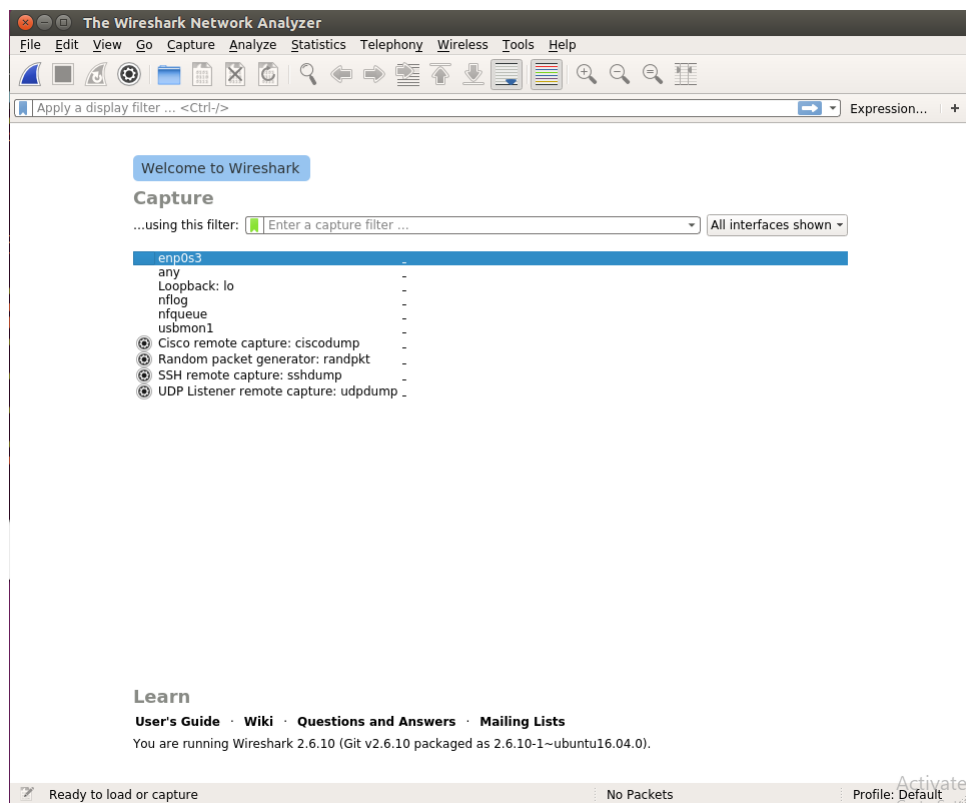 The Wireshark Network Analyzer
File Edit View Go Capture Analyze Statistics Telephony Wireless Tools Help
Apply a display filter ... <Ctrl-/> Expression... +
Welcome to Wireshark
Capture
...using this filter: Enter a capture filter ... All interfaces shown
enp0s3 _
any _
Loopback: lo _
nflog _
nfqueue _
usbmon1 _
Cisco remote capture: ciscodump _
Random packet generator: randpkt _
SSH remote capture: sshdump _
UDP Listener remote capture: udpdump _
Learn
User's Guide · Wiki · Questions and Answers · Mailing Lists
You are running Wireshark 2.6.10 (Git v2.6.10 packaged as 2.6.10-1~ubuntu16.04.0).
Activate
Ready to load or capture No Packets Profile: Default